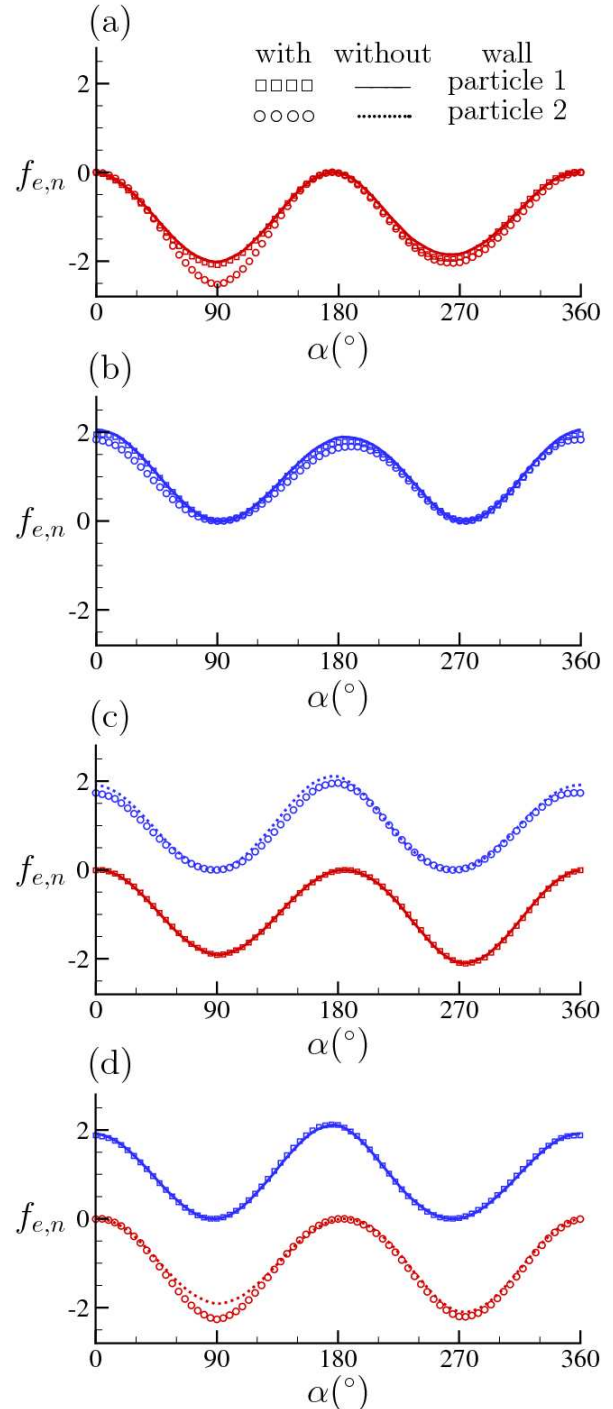 (a)
with without wall
particle 1
particle 2
2
0
-2
f_{e,n}
0 90 180 270 360
α(°)
(b)
2
0
-2
f_{e,n}
0 90 180 270 360
α(°)
(c)
2
0
-2
f_{e,n}
0 90 180 270 360
α(°)
(d)
2
0
-2
f_{e,n}
0 90 180 270 360
α(°)